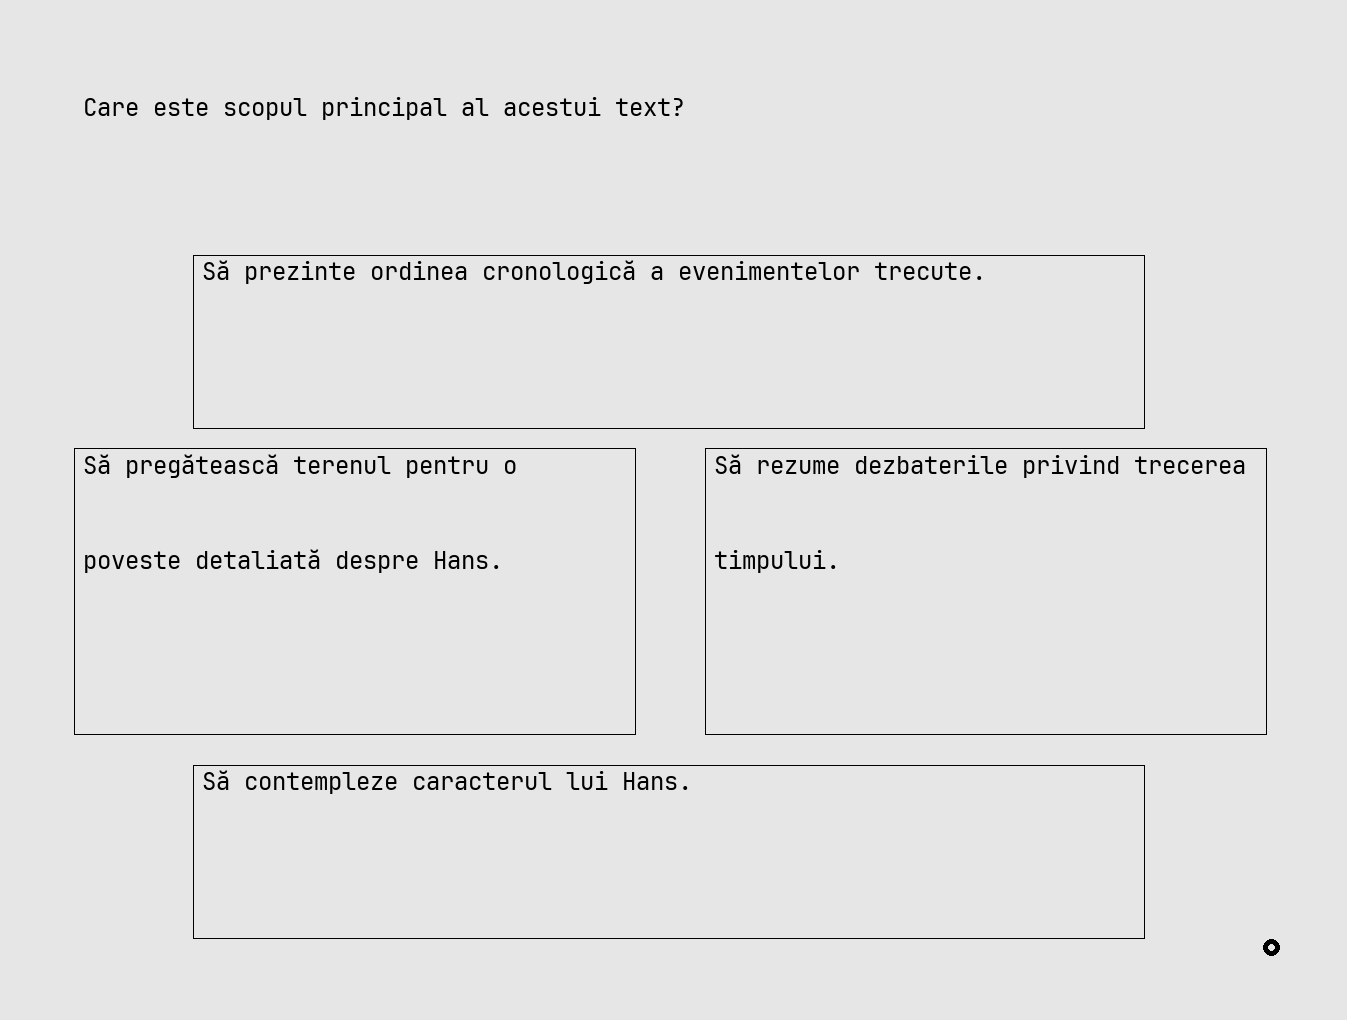 Care este scopul principal al acestui text?
Să prezinte ordinea cronologică a evenimentelor trecute.
Să pregătească terenul pentru o
poveste detaliată despre Hans.
Să rezume dezbaterile privind trecerea
timpului.
Să contempleze caracterul lui Hans.